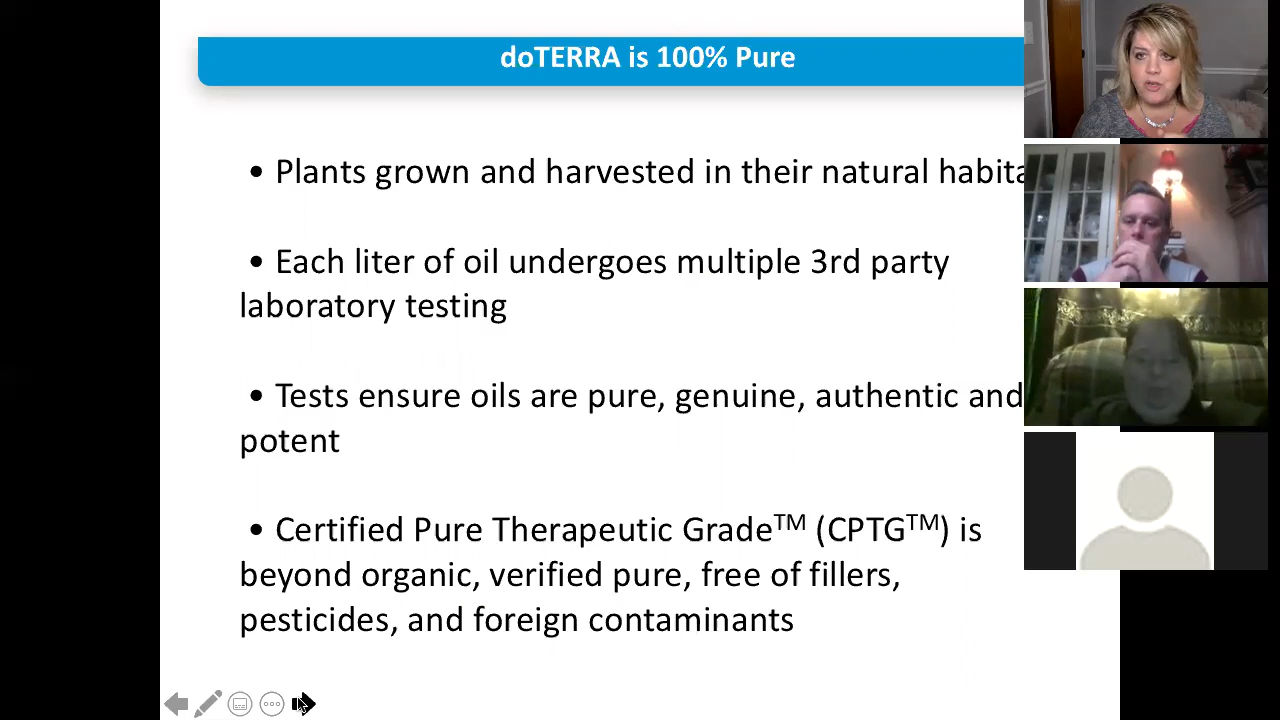 doTERRA is 100% Pure
• Plants grown and harvested in their natural habita
• Each liter of oil undergoes multiple 3rd party
laboratory testing
• Tests ensure oils are pure, genuine, authentic and
potent
• Certified Pure Therapeutic Grade™ (CPTG™) is
beyond organic, verified pure, free of fillers,
pesticides, and foreign contaminants